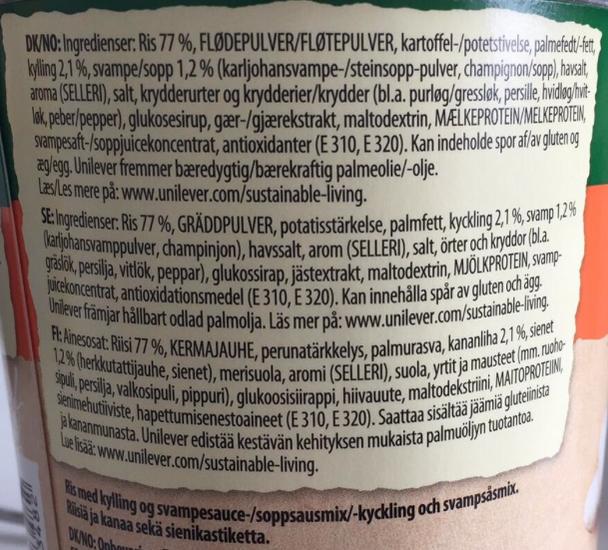 DK/NO: Ingredienser: Ris 77 %, FLØDEPULVER/FLØTEPULVER, kartoffel-/potetstivelse, palmefedt/-fett,
kylling 2,1 %, svampe/sopp 1,2 % (karljohansvampe-/steinsopp-pulver, champignon/sopp), havsalt,
aroma (SELLERI), salt, krydderurter og krydderier/krydder (bl.a. purløg/gressløk, persille, hvidløg/hvit-
løk, peber/pepper), glukosesirup, gær-/gjærekstrakt, maltodextrin, MÆLKEPROTEIN/MELKEPROTEIN,
svampesaft-/soppjuicekoncentrat, antioxidanter (E 310, E 320). Kan indeholde spor af/av gluten og
æg/egg. Unilever fremmer bæredygtig/bærekraftig palmeolie/-olje.
Læs/Les mere på: www.unilever.com/sustainable-living.
SE: Ingredienser: Ris 77 %, GRÄDDPULVER, potatisstärkelse, palmfett, kyckling 2,1 %, svamp 1,2 %
(karljohansvamppulver, champinjon), havssalt, arom (SELLERI), salt, örter och kryddor (bl.a.
gräslök, persilja, vitlök, peppar), glukossirap, jästextrakt, maltodextrin, MJÖLKPROTEIN, svamp-
juicekoncentrat, antioxidationsmedel (E 310, E 320). Kan innehålla spår av gluten och ägg.
Unilever främjar hållbart odlad palmolja. Läs mer på: www.unilever.com/sustainable-living.
FI: Ainesosat: Riisi 77 %, KERMAJAUHE, perunatärkkelys, palmurasva, kananliha 2,1 %, sienet
1,2 % (herkkutattijauhe, sienet), merisuola, aromi (SELLERI), suola, yrtit ja mausteet (mm. ruoho-
sipuli, persilja, valkosipuli, pippuri), glukoosisiirappi, hiivauute, maltodekstriini, MAITOPROTEIINI,
sienimehutiiviste, hapettumisenestoaineet (E 310, E 320). Saattaa sisältää jäämiä gluteiinista
ja kananmunasta. Unilever edistää kestävän kehityksen mukaista palmuöljyn tuotantoa.
Lue lisää: www.unilever.com/sustainable-living.
Ris med kylling og svampesauce-/soppsausmix/-kyckling och svampsåsmix.
Riisiä ja kanaa sekä sienikastiketta.
DK/NO: